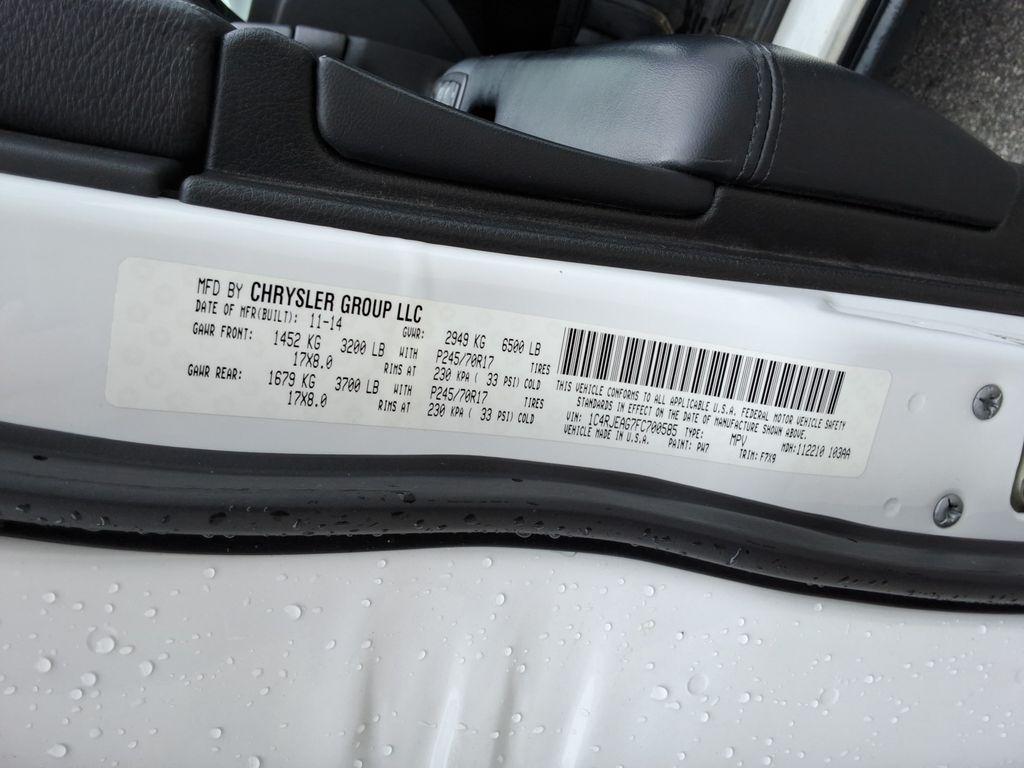 MFD BY CHRYSLER GROUP LLC
DATE OF MFR(BUILT): 11-14 GVWR: 2949 KG 6500 LB
GAWR FRONT: 1452 KG 3200 LB WITH P245/70R17 TIRES
17X8.0 RIMS AT 230 KPA ( 33 PSI) COLD
GAWR REAR: 1679 KG 3700 LB WITH P245/70R17 TIRES
17X8.0 RIMS AT 230 KPA ( 33 PSI) COLD
THIS VEHICLE CONFORMS TO ALL APPLICABLE U.S.A. FEDERAL MOTOR VEHICLE SAFETY
STANDARDS IN EFFECT ON THE DATE OF MANUFACTURE SHOWN ABOVE.
VIN: 1C4RJEAG7FC700585 TYPE: MPV MDH:112210 103AA
VEHICLE MADE IN U.S.A. PAINT: PW7 TRIM: F7X9